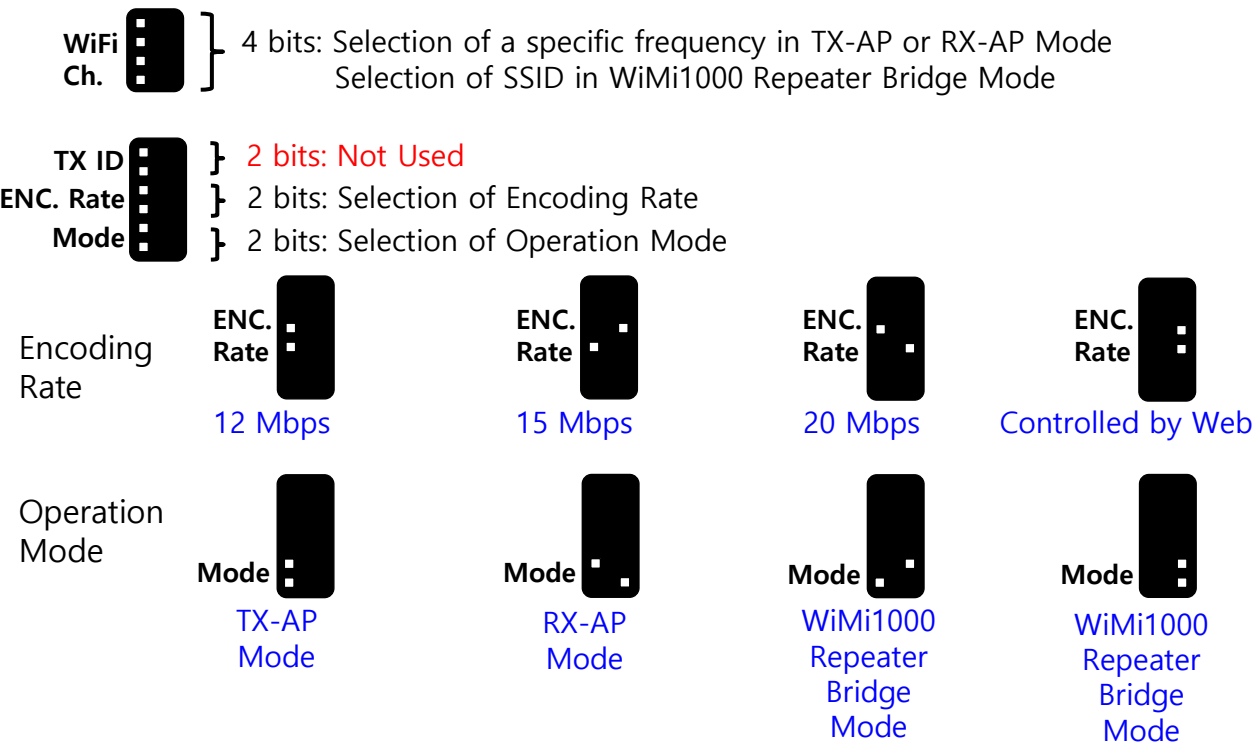 WiFi
Ch.
4 bits: Selection of a specific frequency in TX-AP or RX-AP Mode
Selection of SSID in WiMi1000 Repeater Bridge Mode
TX ID
2 bits: Not Used
ENC. Rate
2 bits: Selection of Encoding Rate
Mode
2 bits: Selection of Operation Mode
Encoding
Rate
ENC.
Rate
12 Mbps
ENC.
Rate
15 Mbps
ENC.
Rate
20 Mbps
ENC.
Rate
Controlled by Web
Operation
Mode
Mode
TX-AP
Mode
Mode
RX-AP
Mode
Mode
WiMi1000
Repeater
Bridge
Mode
Mode
WiMi1000
Repeater
Bridge
Mode